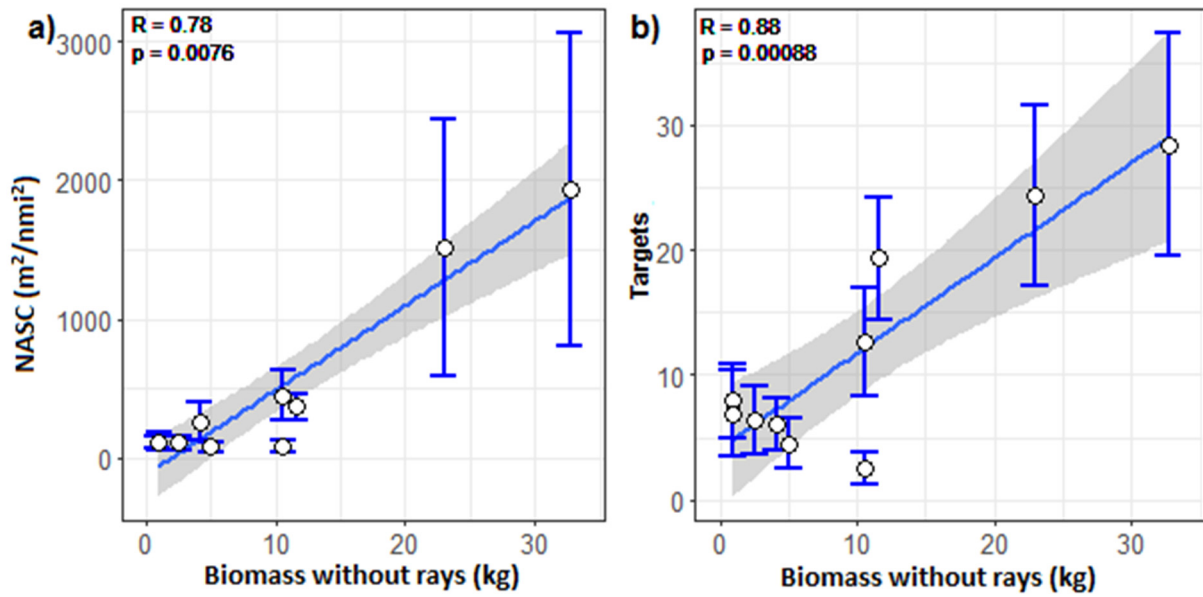 a)
R = 0.78
p = 0.0076
3000
2000
1000
0
NASC (m²/nmi²)
0 10 20 30
Biomass without rays (kg)
b)
R = 0.88
p = 0.00088
30
20
10
0
Targets
0 10 20 30
Biomass without rays (kg)